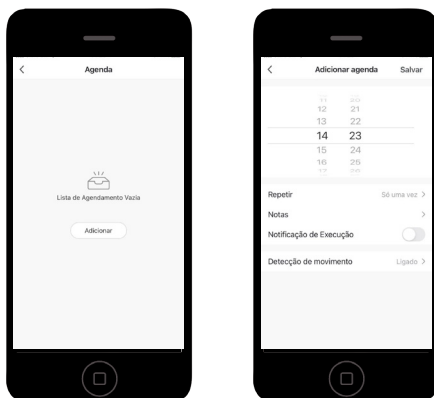 Agenda
Lista de Agendamento Vazia
Adicionar
Adicionar agenda Salvar
12 21
13 22
14 23
15 24
16 25
Repetir Só uma vez
Notas
Notificação de Execução
Detecção de movimento Ligado